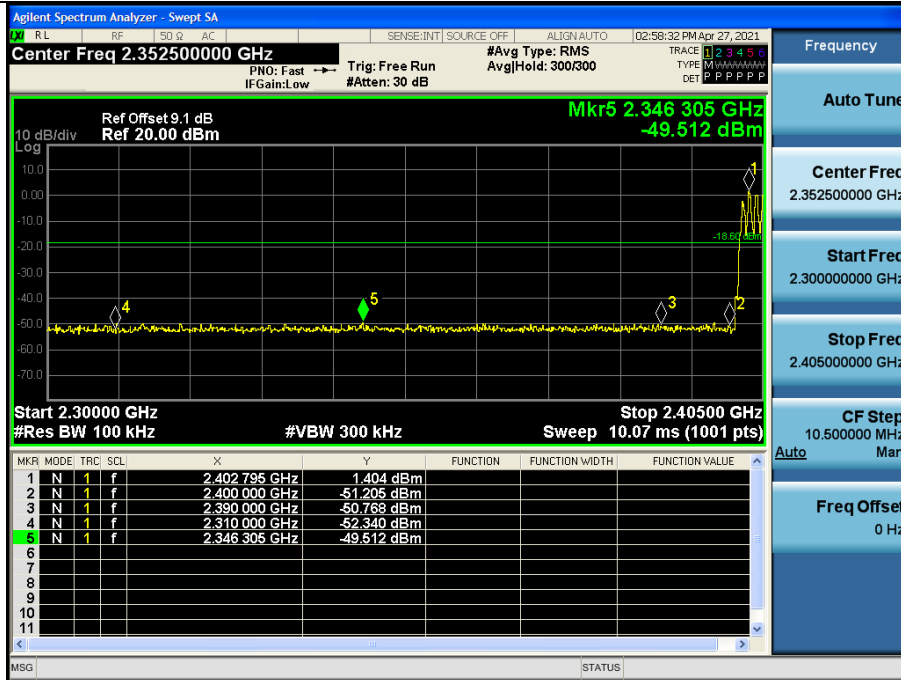 Agilent Spectrum Analyzer - Swept SA
LXI RL RF 50 Ω AC SENSE:INT SOURCE OFF ALIGN AUTO 02:58:32 PM Apr 27, 2021
Center Freq 2.352500000 GHz
PNO: Fast
IFGain:Low
Trig: Free Run
#Atten: 30 dB
#Avg Type: RMS
Avg|Hold: 300/300
TRACE 1 2 3 4 5 6
TYPE M W W W W W
DET P P P P P P
Mkr5 2.346 305 GHz
-49.512 dBm
Ref Offset 9.1 dB
10 dB/div Ref 20.00 dBm
Log
10.0
0.00
-10.0
-20.0
-30.0
-40.0
-50.0
-60.0
-70.0
1
-18.60 dBm
4
5
3
2
Start 2.30000 GHz Stop 2.40500 GHz
#Res BW 100 kHz #VBW 300 kHz Sweep 10.07 ms (1001 pts)
MKR MODE TRC SCL X Y FUNCTION FUNCTION WIDTH FUNCTION VALUE
1 N 1 f 2.402 795 GHz 1.404 dBm
2 N 1 f 2.400 000 GHz -51.205 dBm
3 N 1 f 2.390 000 GHz -50.768 dBm
4 N 1 f 2.310 000 GHz -52.340 dBm
5 N 1 f 2.346 305 GHz -49.512 dBm
6
7
8
9
10
11
MSG STATUS
Frequency
Auto Tune
Center Freq
2.352500000 GHz
Start Freq
2.300000000 GHz
Stop Freq
2.405000000 GHz
CF Step
10.500000 MHz
Auto Man
Freq Offset
0 Hz